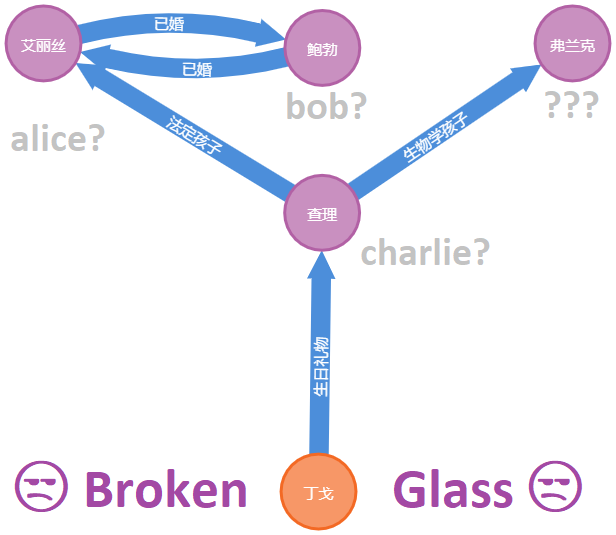 艾丽丝
已婚
鲍勃
弗兰克
已婚
alice?
bob?
???
法定孩子
生物学孩子
查理
charlie?
生日礼物
Broken
丁戈
Glass